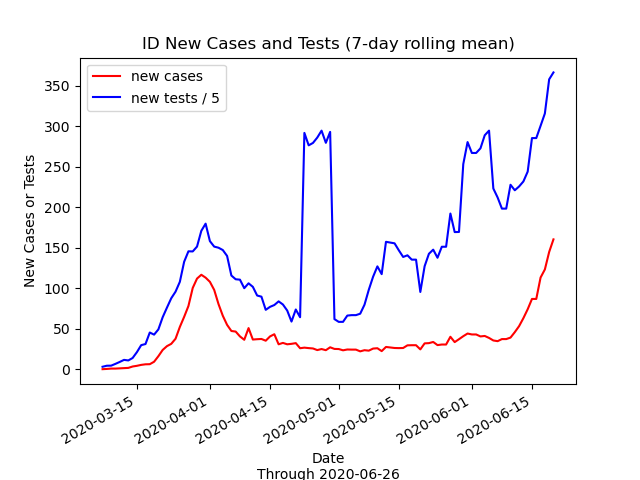 ID New Cases and Tests (7-day rolling mean)
new cases
new tests / 5
New Cases or Tests
350
300
250
200
150
100
50
0
2020-03-15
2020-04-01
2020-04-15
2020-05-01
2020-05-15
2020-06-01
2020-06-15
Date
Through 2020-06-26